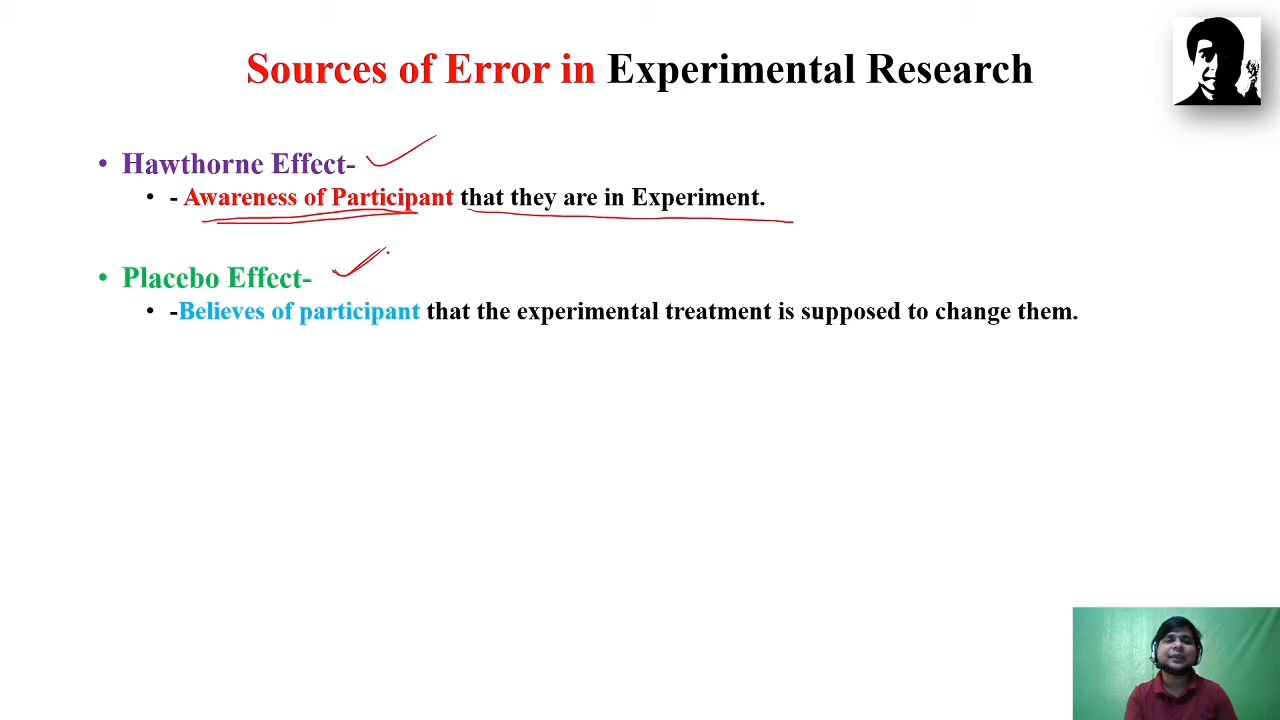 Sources of Error in Experimental Research
• Hawthorne Effect-
• - Awareness of Participant that they are in Experiment.
• Placebo Effect-
• -Believes of participant that the experimental treatment is supposed to change them.